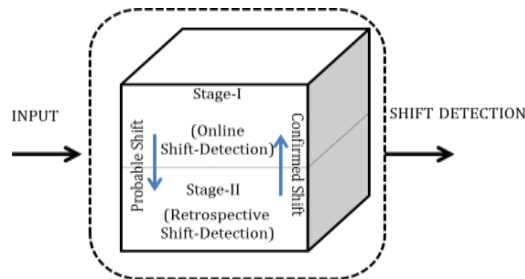 INPUT
Stage-I
(Online
Shift-Detection)
Probable Shift
Confirmed Shift
Stage-II
(Retrospective
Shift-Detection)
SHIFT DETECTION